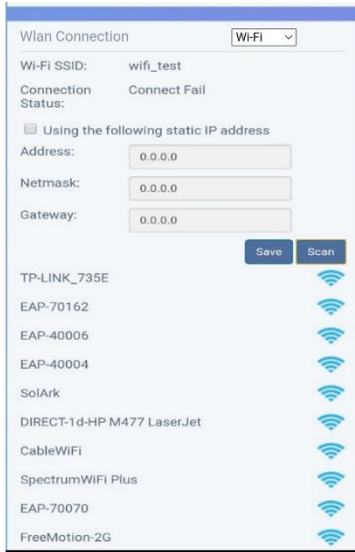 Wlan Connection Wi-Fi
Wi-Fi SSID: wifi_test
Connection Status: Connect Fail
Using the following static IP address
Address: 0.0.0.0
Netmask: 0.0.0.0
Gateway: 0.0.0.0
Save Scan
TP-LINK_735E
EAP-70162
EAP-40006
EAP-40004
SolArk
DIRECT-1d-HP M477 LaserJet
CableWiFi
SpectrumWiFi Plus
EAP-70070
FreeMotion-2G